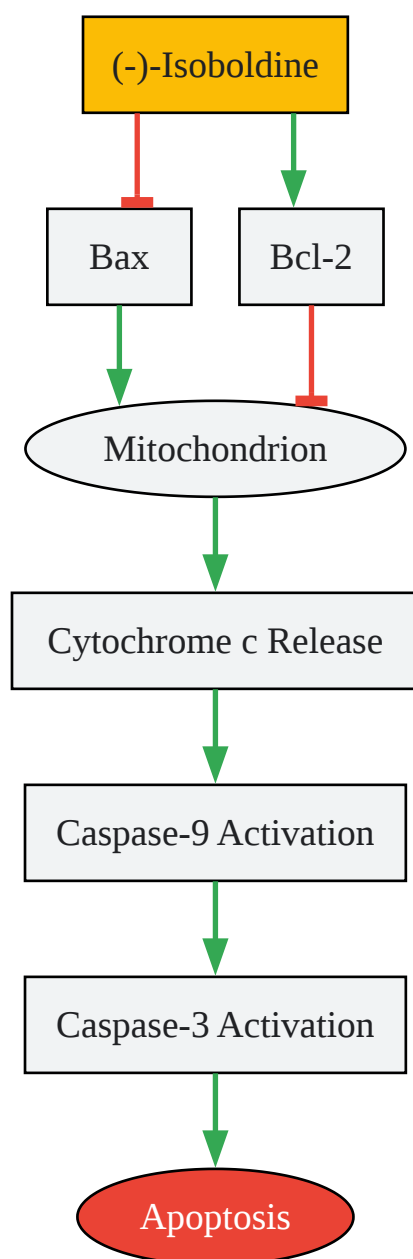 (-)-Isoboldine
Bax
Bcl-2
Mitochondrion
Cytochrome c Release
Caspase-9 Activation
Caspase-3 Activation
Apoptosis